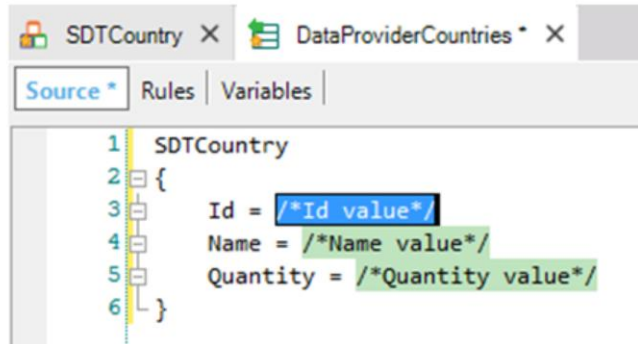 SDTCountry X DataProviderCountries * X
Source * Rules Variables
1 SDTCountry
2 {
3 Id = /*Id value*/
4 Name = /*Name value*/
5 Quantity = /*Quantity value*/
6 }